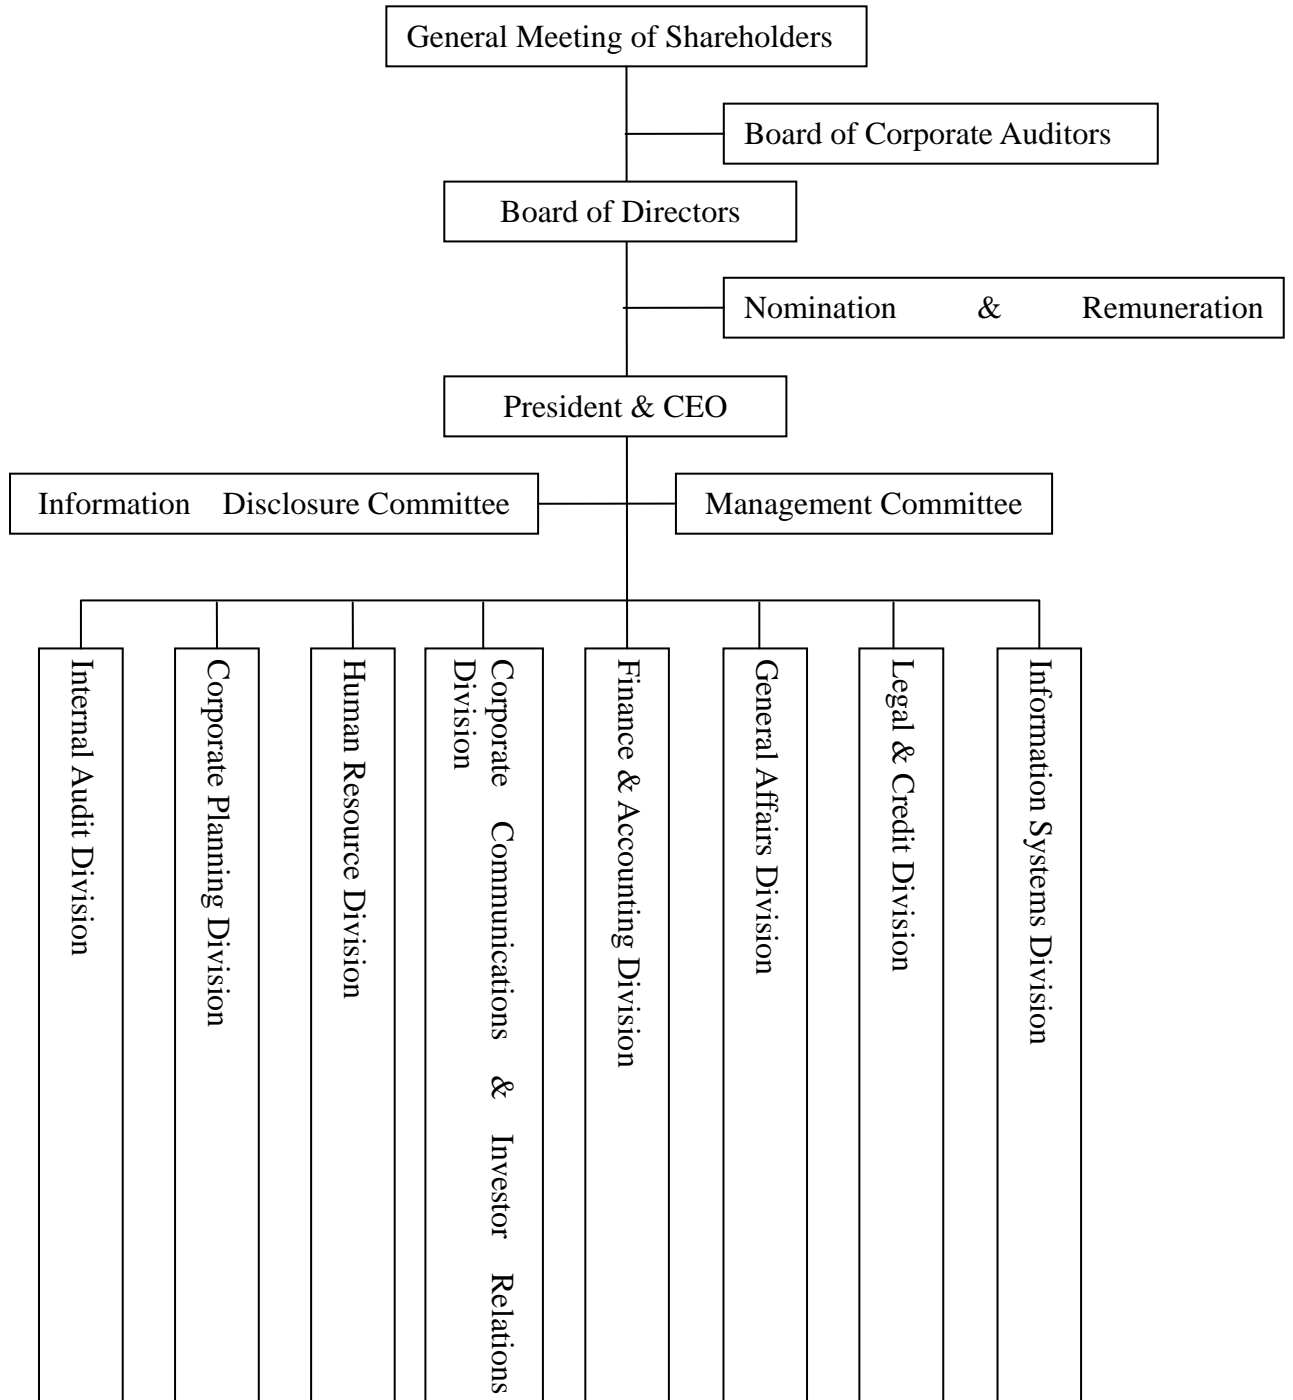 General Meeting of Shareholders
Board of Corporate Auditors
Board of Directors
Nomination & Remuneration
President & CEO
Information Disclosure Committee
Management Committee
Internal Audit Division
Corporate Planning Division
Human Resource Division
Corporate Communications & Investor Relations
Division
Finance & Accounting Division
General Affairs Division
Legal & Credit Division
Information Systems Division